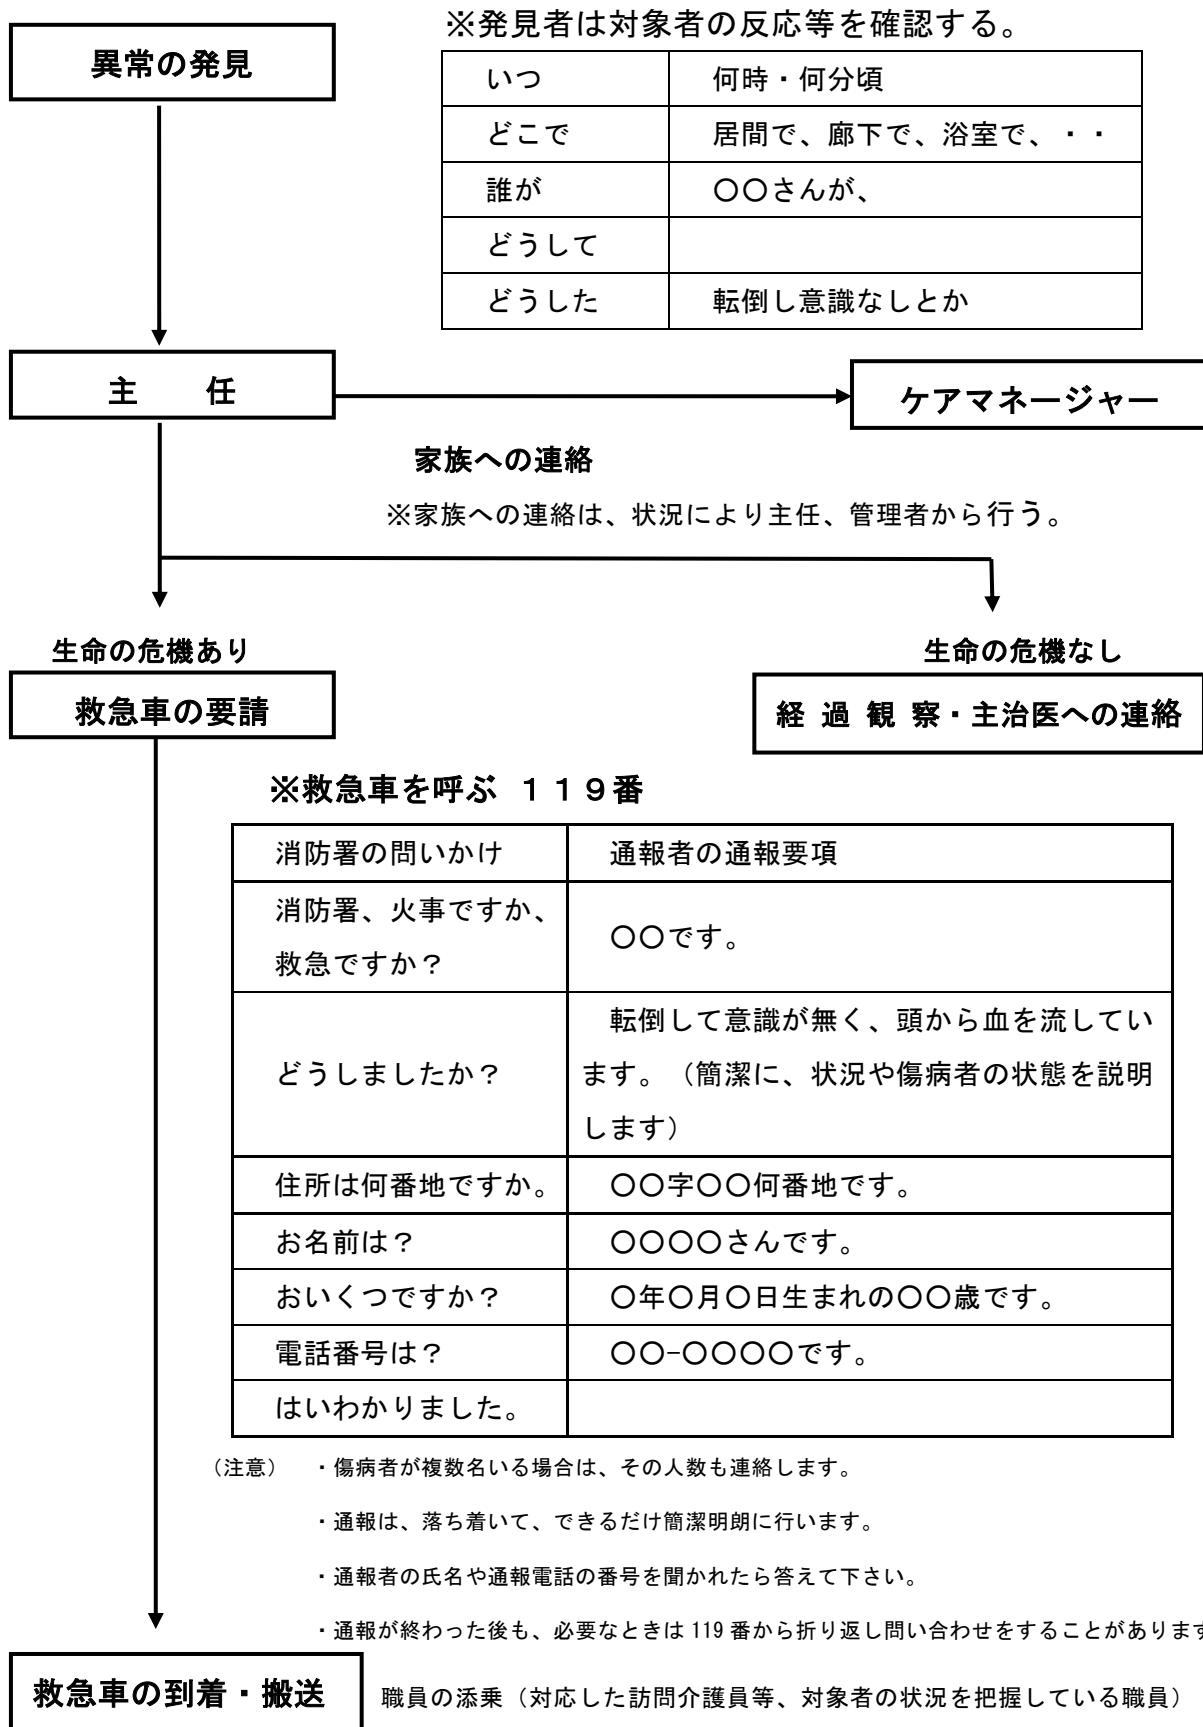 異常の発見
※発見者は対象者の反応等を確認する。
いつ 何時・何分頃
どこで 居間で、廊下で、浴室で、・・
誰が 〇〇さんが、
どうして
どうした 転倒し意識なしとか
主　任
ケアマネージャー
家族への連絡
※家族への連絡は、状況により主任、管理者から行う。
生命の危機あり
救急車の要請
生命の危機なし
経 過 観 察・主治医への連絡
※救急車を呼ぶ １１９番
消防署の問いかけ 通報者の通報要項
消防署、火事ですか、
救急ですか？
〇〇です。
どうしましたか？
転倒して意識が無く、頭から血を流してい
ます。（簡潔に、状況や傷病者の状態を説明
します）
住所は何番地ですか。 〇〇字〇〇何番地です。
お名前は？ 〇〇〇〇さんです。
おいくつですか？ 〇年〇月〇日生まれの〇〇歳です。
電話番号は？ 〇〇-〇〇〇〇です。
はいわかりました。
（注意） ・傷病者が複数名いる場合は、その人数も連絡します。
・通報は、落ち着いて、できるだけ簡潔明朗に行います。
・通報者の氏名や通報電話の番号を聞かれたら答えて下さい。
・通報が終わった後も、必要なときは 119 番から折り返し問い合わせをすることがあります
救急車の到着・搬送
職員の添乗（対応した訪問介護員等、対象者の状況を把握している職員）